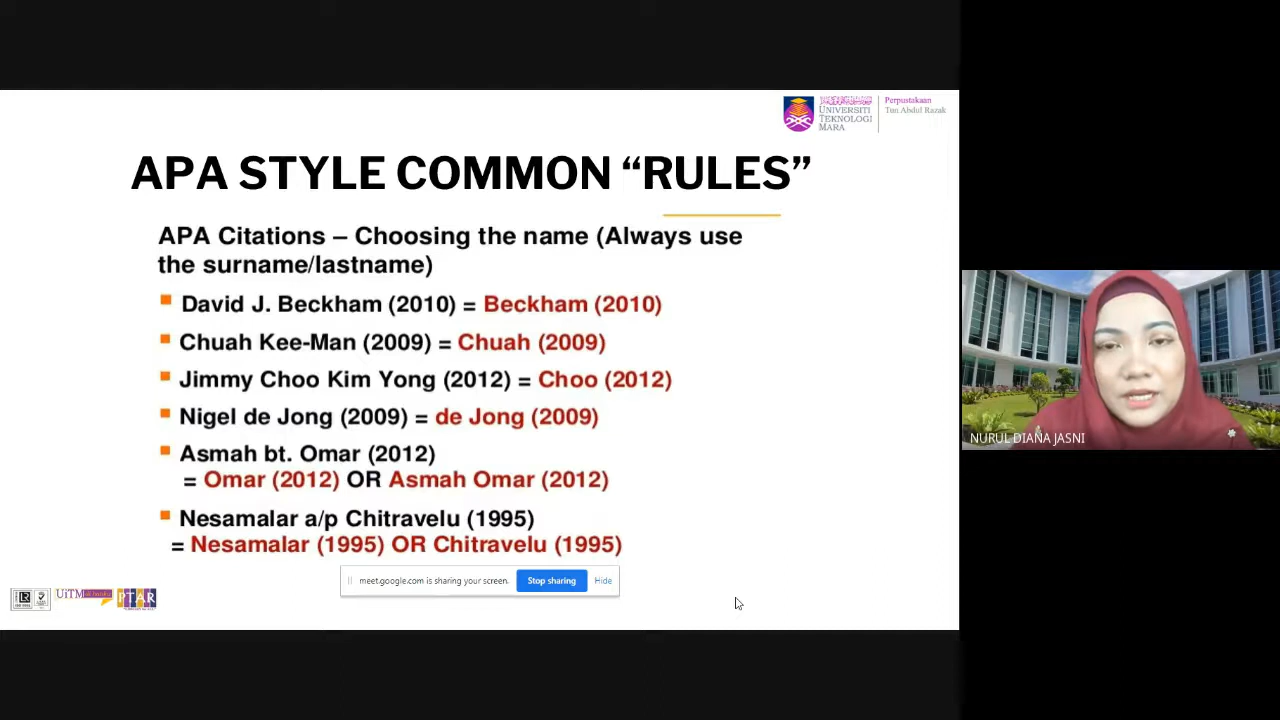 UNIVERSITI
TEKNOLOGI
MARA
Perpustakaan
Tun Abdul Razak
APA STYLE COMMON “RULES”
APA Citations – Choosing the name (Always use
the surname/lastname)
David J. Beckham (2010) = Beckham (2010)
Chuah Kee-Man (2009) = Chuah (2009)
Jimmy Choo Kim Yong (2012) = Choo (2012)
Nigel de Jong (2009) = de Jong (2009)
Asmah bt. Omar (2012)
= Omar (2012) OR Asmah Omar (2012)
Nesamalar a/p Chitravelu (1995)
= Nesamalar (1995) OR Chitravelu (1995)
meet.google.com is sharing your screen.
Stop sharing
Hide
UiTM
PTAR
NURUL DIANA JASNI